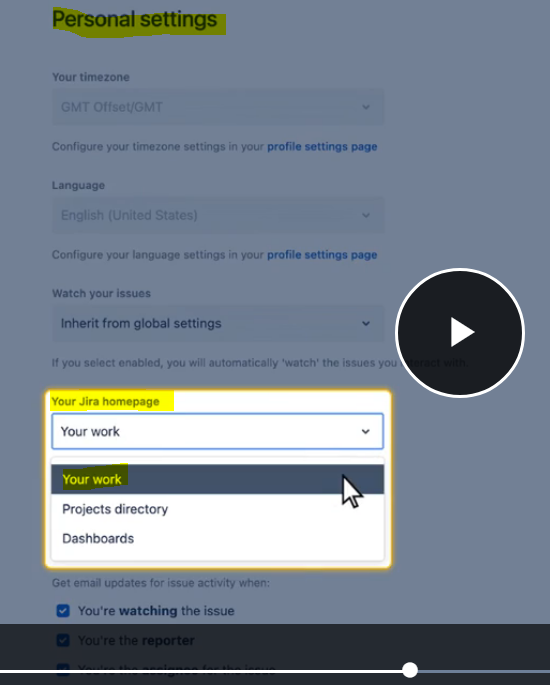 Personal settings
Your timezone
GMT Offset/GMT
Configure your timezone settings in your profile settings page
Language
English (United States)
Configure your language settings in your profile settings page
Watch your issues
Inherit from global settings
If you select enabled, you will automatically 'watch' the issues you interact with
Your Jira homepage
Your work
Your work
Projects directory
Dashboards
Get email updates for issue activity when:
You're watching the issue
You're the reporter
You're the assignee for the issue